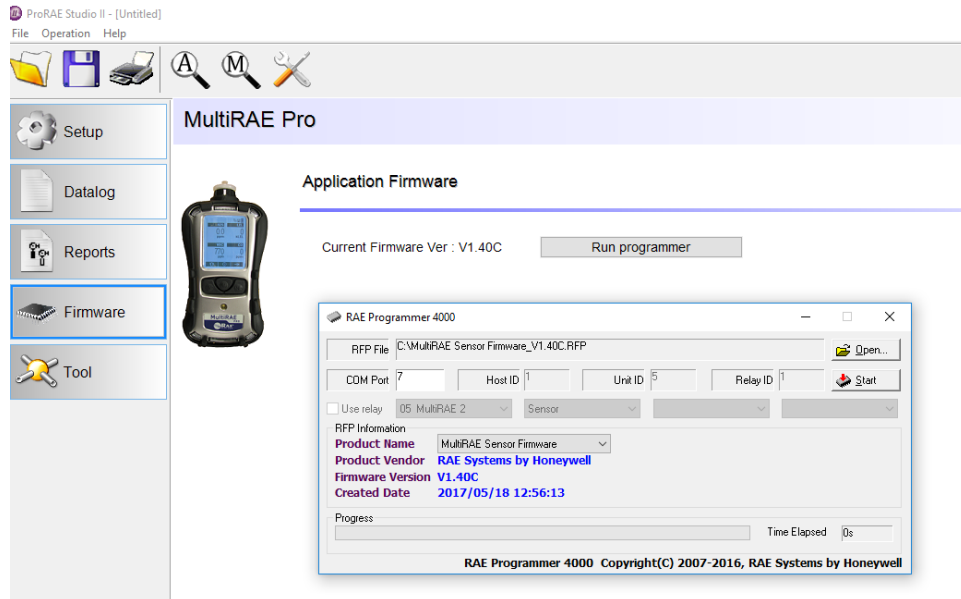 ProRAE Studio II - [Untitled]
File Operation Help
A M
Setup
Datalog
Reports
Firmware
Tool
MultiRAE Pro
Application Firmware
Current Firmware Ver : V1.40C Run programmer
MultiRAE
RAE
RAE Programmer 4000
RFP File C:\MultiRAE Sensor Firmware_V1.40C.RFP Open...
COM Port 7 Host ID 1 Unit ID 5 Relay ID 1 Start
Use relay 05 MultiRAE 2 Sensor
RFP Information
Product Name MultiRAE Sensor Firmware
Product Vendor RAE Systems by Honeywell
Firmware Version V1.40C
Created Date 2017/05/18 12:56:13
Progress
Time Elapsed 0s
RAE Programmer 4000 Copyright(C) 2007-2016, RAE Systems by Honeywell